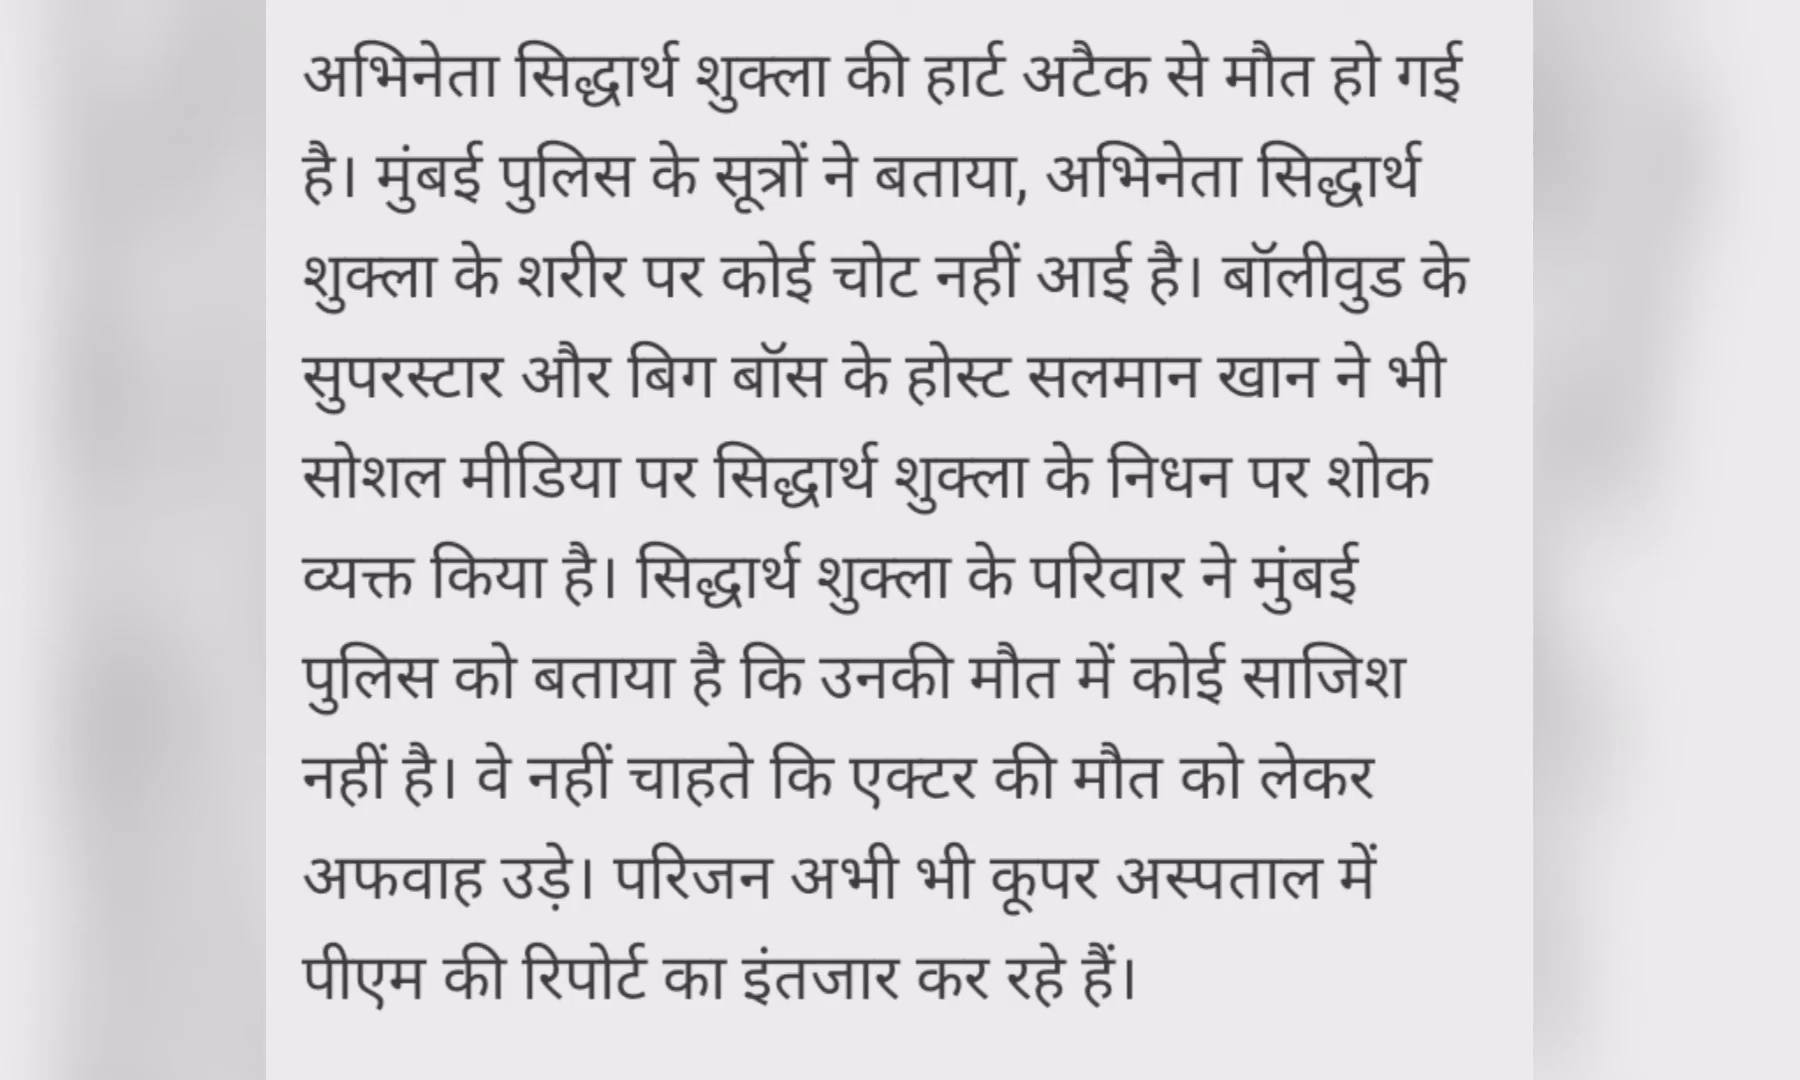 अभिनेता सिद्धार्थ शुक्ला की हार्ट अटैक से मौत हो गई
है। मुंबई पुलिस के सूत्रों ने बताया, अभिनेता सिद्धार्थ
शुक्ला के शरीर पर कोई चोट नहीं आई है। बॉलीवुड के
सुपरस्टार और बिग बॉस के होस्ट सलमान खान ने भी
सोशल मीडिया पर सिद्धार्थ शुक्ला के निधन पर शोक
व्यक्त किया है। सिद्धार्थ शुक्ला के परिवार ने मुंबई
पुलिस को बताया है कि उनकी मौत में कोई साजिश
नहीं है। वे नहीं चाहते कि एक्टर की मौत को लेकर
अफवाह उड़े। परिजन अभी भी कूपर अस्पताल में
पीएम की रिपोर्ट का इंतजार कर रहे हैं।